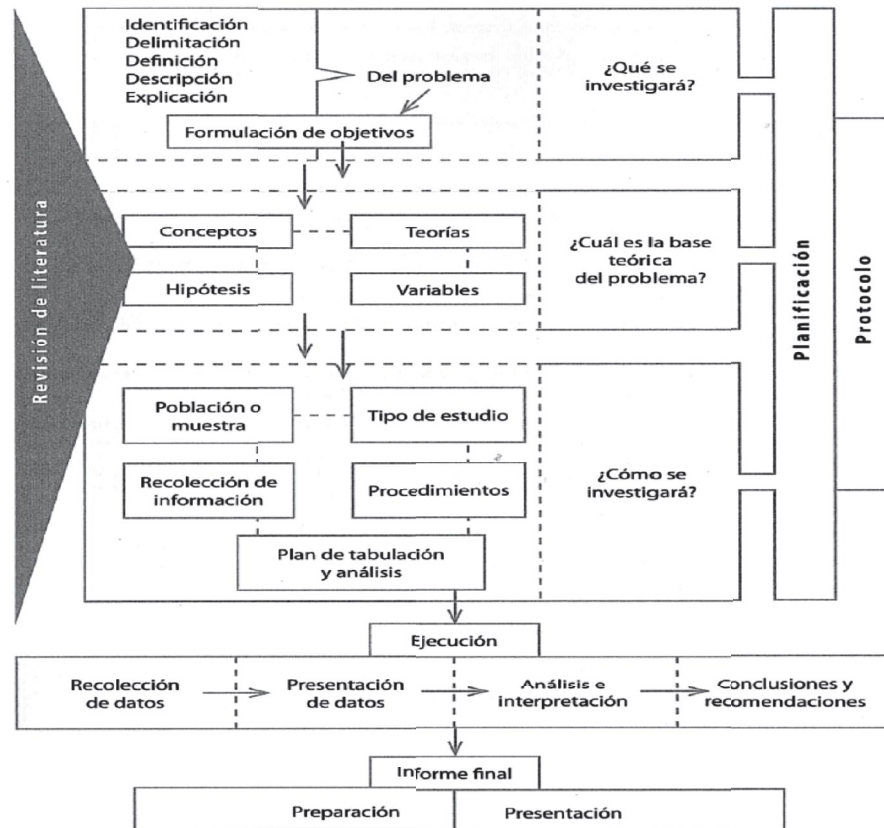 Identificación
Delimitación
Definición
Descripción
Explicación
Del problema
Formulación de objetivos
¿Qué se
investigará?
Revisión de literatura
Conceptos
Teorías
Hipótesis
Variables
¿Cuál es la base
teórica
del problema?
Población o
muestra
Tipo de estudio
Recolección de
información
Procedimientos
Plan de tabulación
y análisis
¿Cómo se
investigará?
Planificación
Protocolo
Ejecución
Recolección
de datos
Presentación
de datos
Análisis e
interpretación
Conclusiones y
recomendaciones
Informe final
Preparación
Presentación